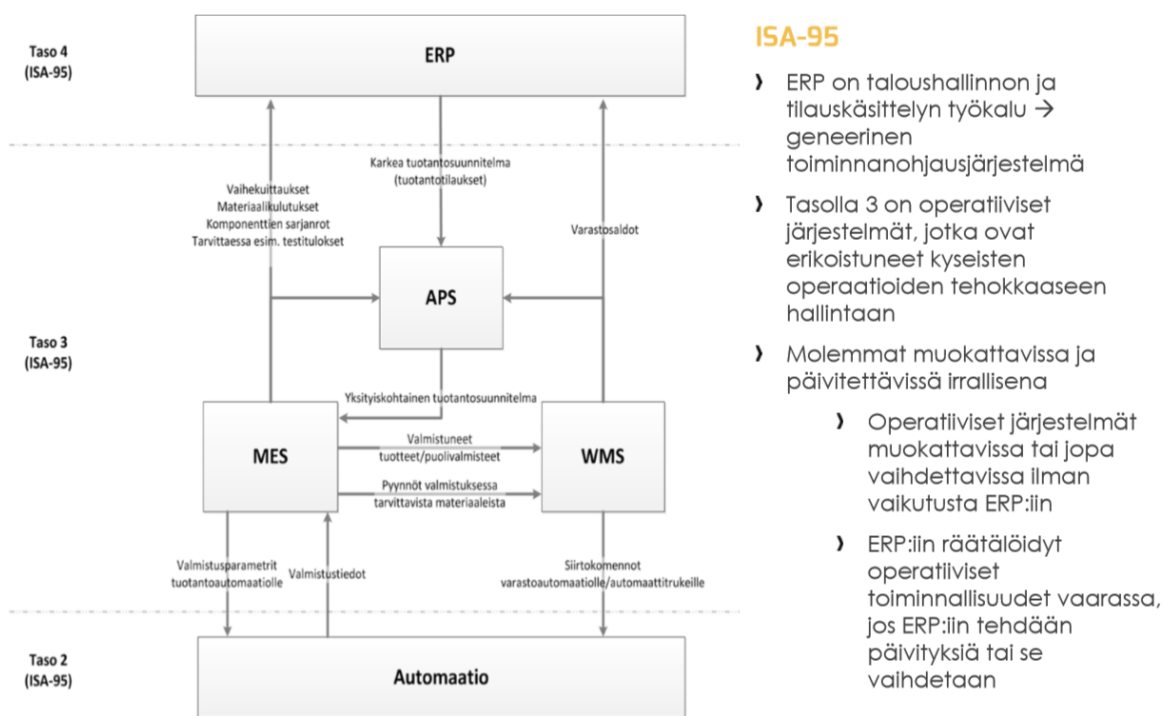 Taso 4
(ISA-95)
ERP
Karkea tuotantosuunnitelma
(tuotantotilaukset)
Vaihekuittaukset
Materiaalikulutukset
Komponenttien sarjanrot
Tarvittaessa esim. testitulokset
Varastosaldot
APS
Taso 3
(ISA-95)
Yksityiskohtainen tuotantosuunnitelma
MES
Valmistuneet
tuotteet/puolivalmisteet
WMS
Pyynnöt valmistuksessa
tarvittavista materiaaleista
Valmistusparametrit
tuotantoautomaatiolle
Valmistustiedot
Siirtokomennot
varastoautomaatiolle/automaattitrukeille
Taso 2
(ISA-95)
Automaatio
ISA-95
› ERP on taloushallinnon ja
tilauskäsittelyn työkalu →
geneerinen
toiminnanohjausjärjestelmä
› Tasolla 3 on operatiiviset
järjestelmät, jotka ovat
erikoistuneet kyseisten
operaatioiden tehokkaaseen
hallintaan
› Molemmat muokattavissa ja
päivitettävissä irrallisena
› Operatiiviset järjestelmät
muokattavissa tai jopa
vaihdettavissa ilman
vaikutusta ERP:iin
› ERP:iin räätälöidyt
operatiiviset
toiminnallisuudet vaarassa,
jos ERP:iin tehdään
päivityksiä tai se
vaihdetaan